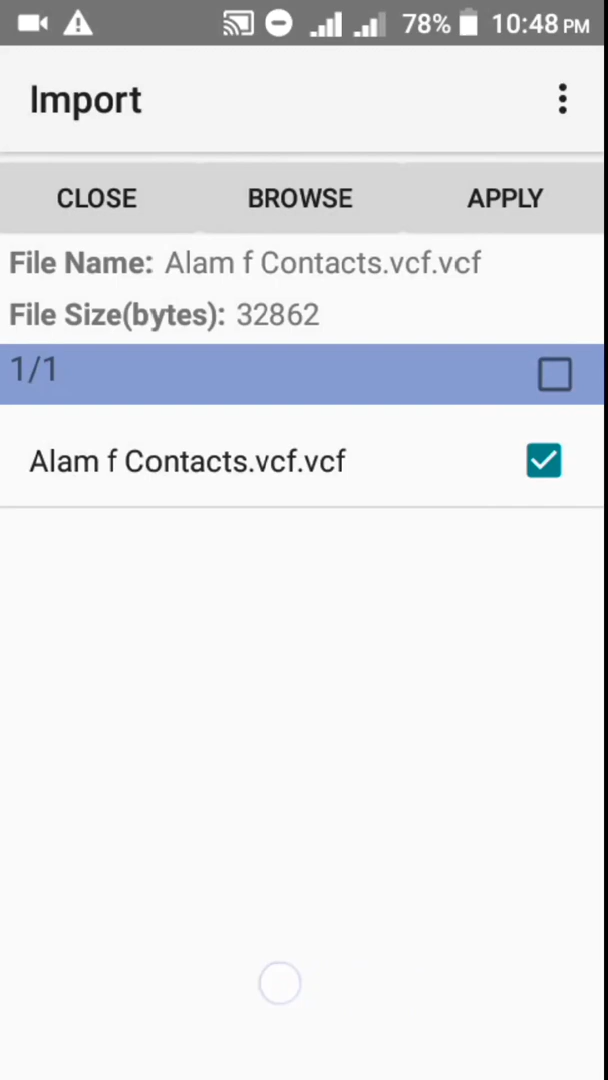 78% 10:48 PM
Import
CLOSE BROWSE APPLY
File Name: Alam f Contacts.vcf.vcf
File Size(bytes): 32862
1/1
Alam f Contacts.vcf.vcf